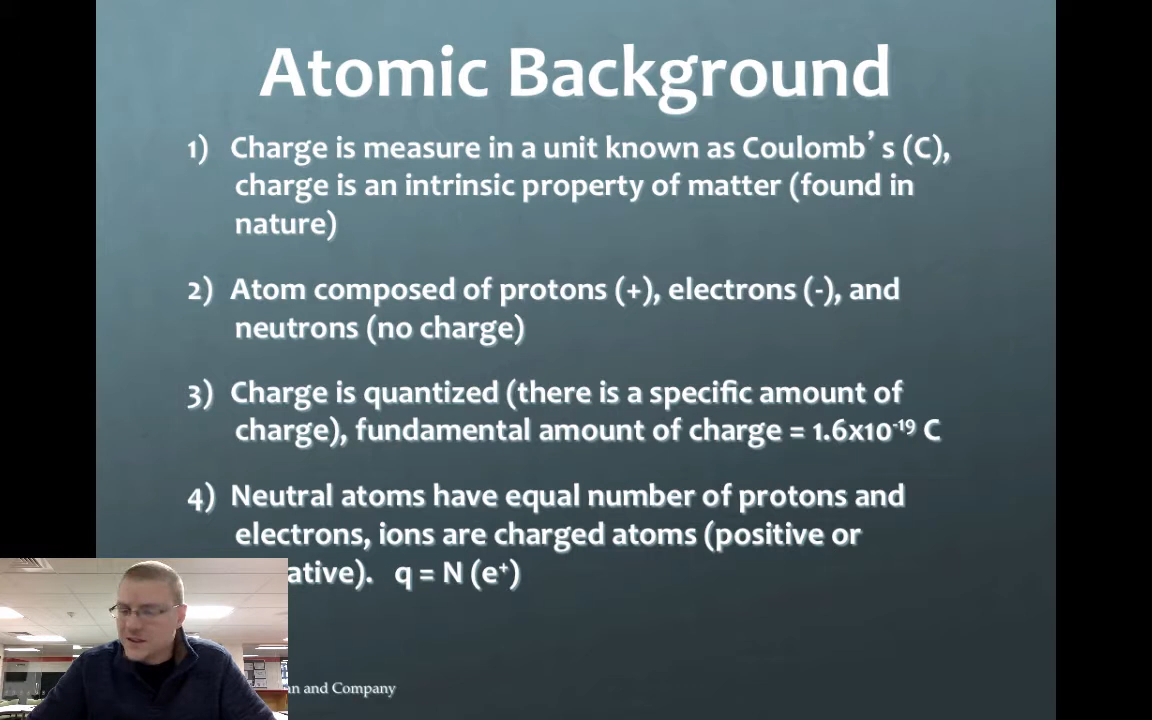 Atomic Background
1) Charge is measure in a unit known as Coulomb’s (C),
charge is an intrinsic property of matter (found in
nature)
2) Atom composed of protons (+), electrons (-), and
neutrons (no charge)
3) Charge is quantized (there is a specific amount of
charge), fundamental amount of charge = 1.6x10⁻¹⁹ C
4) Neutral atoms have equal number of protons and
electrons, ions are charged atoms (positive or
ative). q = N (e⁺)
n and Company